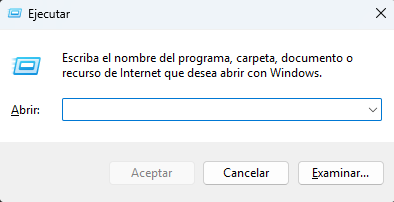 Ejecutar
Escriba el nombre del programa, carpeta, documento o
recurso de Internet que desea abrir con Windows.
Abrir:
Aceptar
Cancelar
Examinar...